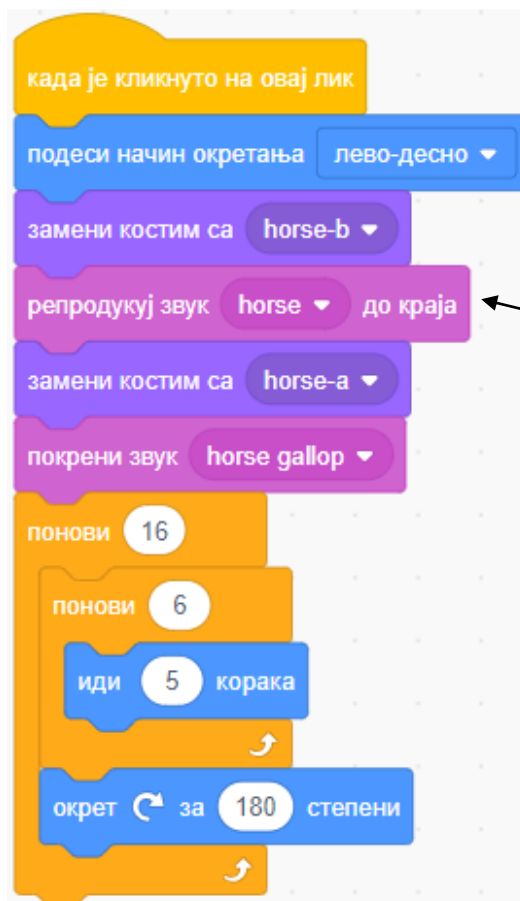 када је кликнуто на овај лик
подеси начин окретања лево-десно
замени костим са horse-b
репродукуј звук horse до краја
замени костим са horse-a
покрени звук horse gallop
понови 16
понови 6
иди 5 корака
окрет за 180 степени